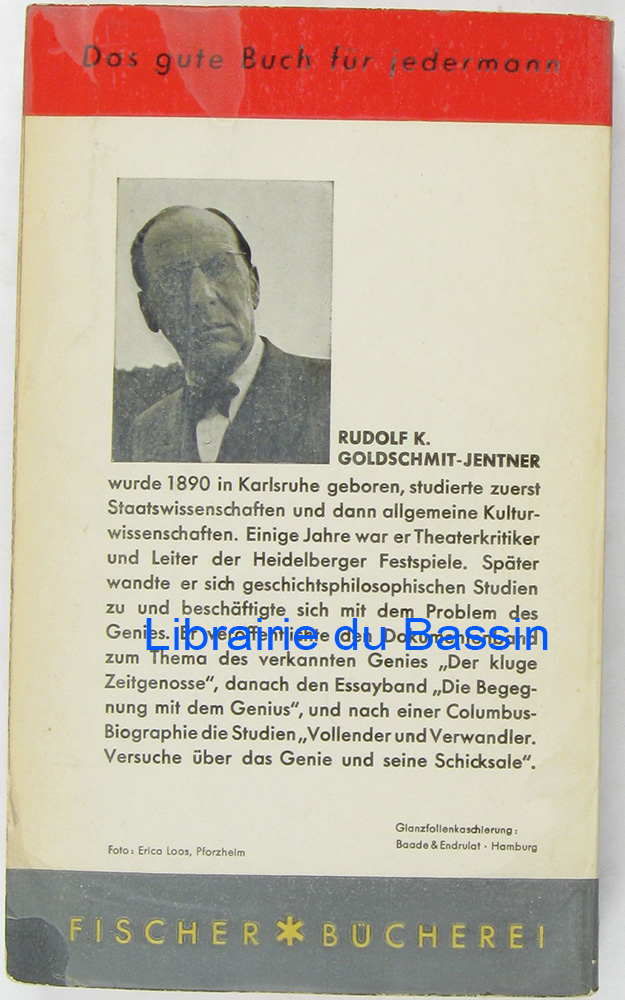 Das gute Buch für jedermann
RUDOLF K.
GOLDSCHMIT-JENTNER
wurde 1890 in Karlsruhe geboren, studierte zuerst
Staatswissenschaften und dann allgemeine Kultur-
wissenschaften. Einige Jahre war er Theaterkritiker
und Leiter der Heidelberger Festspiele. Später
wandte er sich geschichtsphilosophischen Studien
zu und beschäftigte sich mit dem Problem des
Genies. Er veröffentlichte den Dokumentenband
Librairie du Bassin
zum Thema des verkannten Genies „Der kluge
Zeitgenosse“, danach den Essayband „Die Begeg-
nung mit dem Genius“, und nach einer Columbus-
Biographie die Studien „Vollender und Verwandler.
Versuche über das Genie und seine Schicksale“.
Glanzfolienkaschierung:
Baade & Endrulat · Hamburg
Foto: Erica Loos, Pforzheim
FISCHER * BÜCHEREI